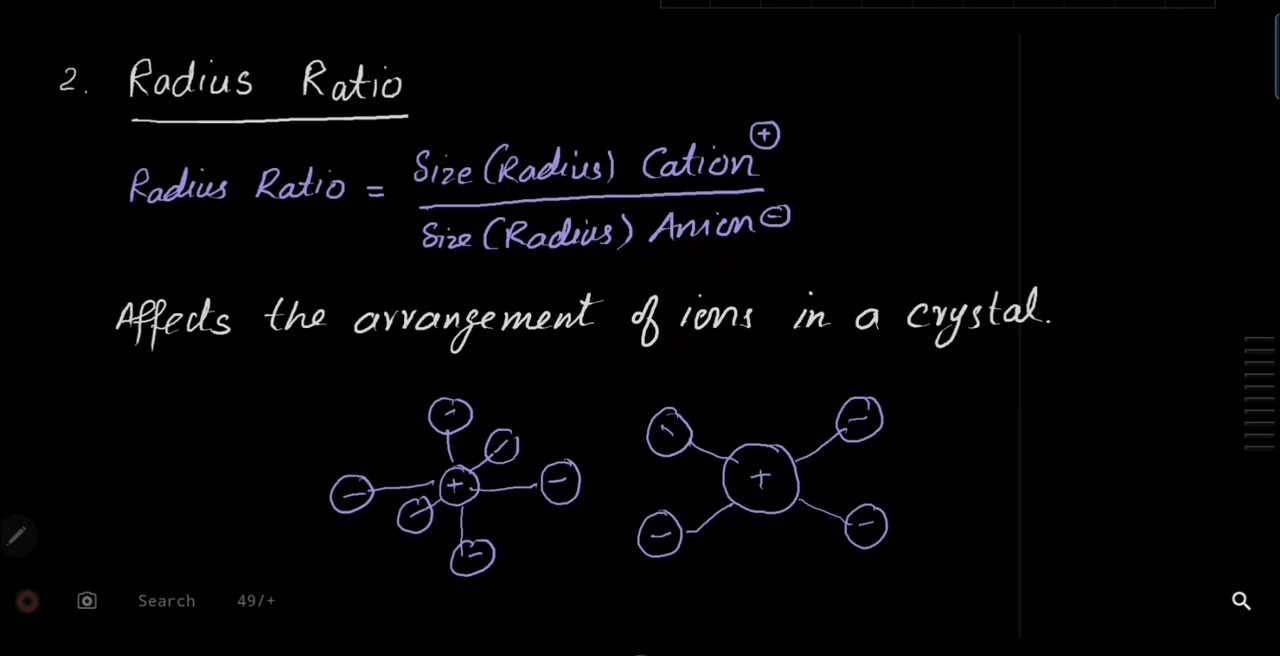 2. Radius Ratio
Radius Ratio = Size (Radius) Cation ⊕
Size (Radius) Anion ⊖
Affects the arrangement of ions in a crystal.
- - - + - - -
- - + - -
Search 49/+